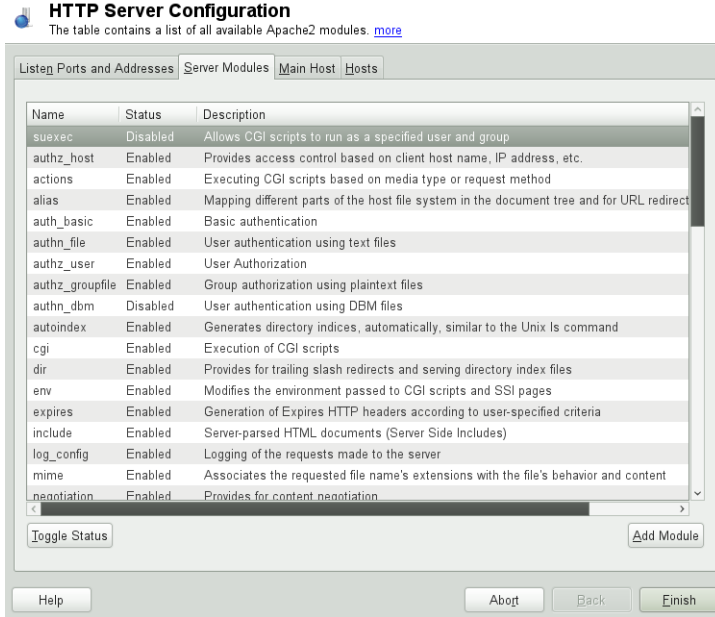 HTTP Server Configuration
The table contains a list of all available Apache2 modules. more
Listen Ports and Addresses Server Modules Main Host Hosts
Name Status Description
suexec Disabled Allows CGI scripts to run as a specified user and group
authz_host Enabled Provides access control based on client host name, IP address, etc.
actions Enabled Executing CGI scripts based on media type or request method
alias Enabled Mapping different parts of the host file system in the document tree and for URL redirect
auth_basic Enabled Basic authentication
authn_file Enabled User authentication using text files
authz_user Enabled User Authorization
authz_groupfile Enabled Group authorization using plaintext files
authn_dbm Disabled User authentication using DBM files
autoindex Enabled Generates directory indices, automatically, similar to the Unix ls command
cgi Enabled Execution of CGI scripts
dir Enabled Provides for trailing slash redirects and serving directory index files
env Enabled Modifies the environment passed to CGI scripts and SSI pages
expires Enabled Generation of Expires HTTP headers according to user-specified criteria
include Enabled Server-parsed HTML documents (Server Side Includes)
log_config Enabled Logging of the requests made to the server
mime Enabled Associates the requested file name's extensions with the file's behavior and content
negotiation Enabled Provides for content negotiation
Toggle Status Add Module
Help Abort Back Finish